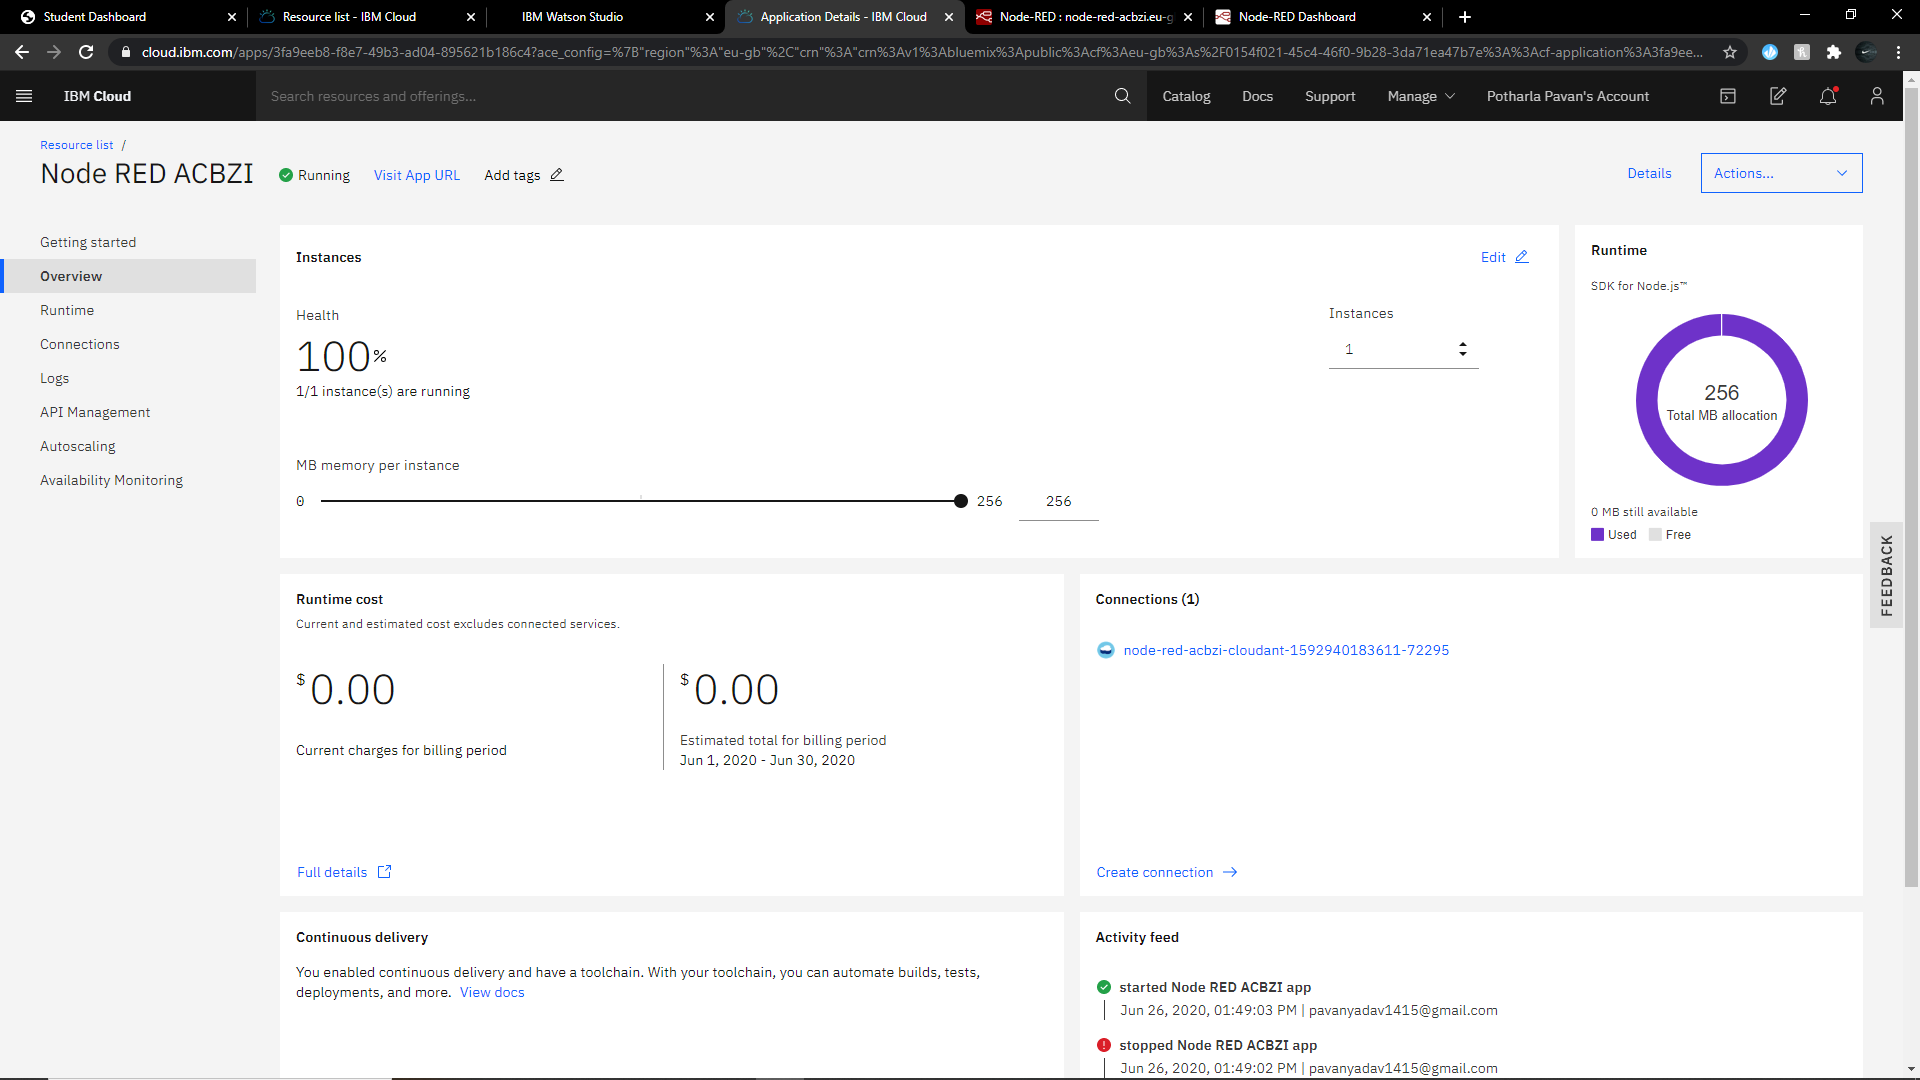 Student Dashboard
Resource list - IBM Cloud
IBM Watson Studio
Application Details - IBM Cloud
Node-RED : node-red-acbzi.eu-g
Node-RED Dashboard
cloud.ibm.com/apps/3fa9eeb8-f8e7-49b3-ad04-895621b186c4?ace_config=%7B"region"%3A"eu-gb"%2C"crn"%3A"crn%3Av1%3Abluemix%3Apublic%3Acf%3Aeu-gb%3As%2F0154f021-45c4-46f0-9b28-3da71ea47b7e%3A%3Acf-application%3A3fa9ee...
IBM Cloud
Search resources and offerings...
Catalog
Docs
Support
Manage
Potharla Pavan's Account
Resource list /
Node RED ACBZI
Running
Visit App URL
Add tags
Details
Actions...
Getting started
Overview
Runtime
Connections
Logs
API Management
Autoscaling
Availability Monitoring
Instances
Edit
Health
100%
1/1 instance(s) are running
Instances
1
MB memory per instance
0
256
256
Runtime
SDK for Node.js™
256
Total MB allocation
0 MB still available
Used
Free
FEEDBACK
Runtime cost
Current and estimated cost excludes connected services.
$0.00
Current charges for billing period
$0.00
Estimated total for billing period
Jun 1, 2020 - Jun 30, 2020
Full details
Connections (1)
node-red-acbzi-cloudant-1592940183611-72295
Create connection
Continuous delivery
You enabled continuous delivery and have a toolchain. With your toolchain, you can automate builds, tests,
deployments, and more. View docs
Activity feed
started Node RED ACBZI app
Jun 26, 2020, 01:49:03 PM | pavanyadav1415@gmail.com
stopped Node RED ACBZI app
Jun 26, 2020, 01:49:02 PM | pavanyadav1415@gmail.com